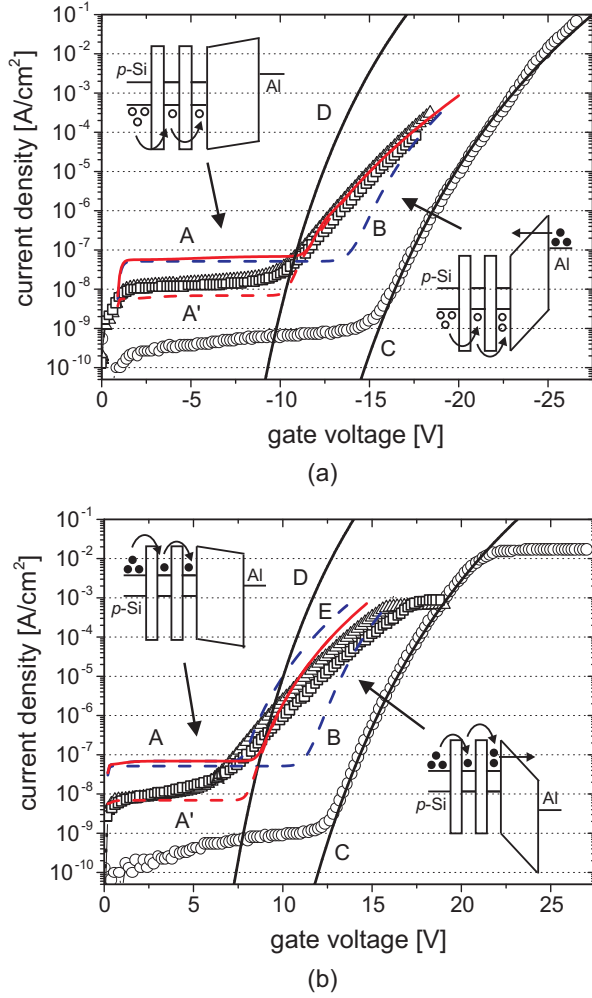 10⁻¹
10⁻²
10⁻³
10⁻⁴
10⁻⁵
10⁻⁶
10⁻⁷
10⁻⁸
10⁻⁹
10⁻¹⁰
current density [A/cm²]
p-Si
Al
D
A
B
A'
C
p-Si
Al
0 -5 -10 -15 -20 -25
gate voltage [V]
(a)
10⁻¹
10⁻²
10⁻³
10⁻⁴
10⁻⁵
10⁻⁶
10⁻⁷
10⁻⁸
10⁻⁹
10⁻¹⁰
current density [A/cm²]
p-Si
Al
D
E
A
B
A'
C
p-Si
Al
0 5 10 15 20 25
gate voltage [V]
(b)